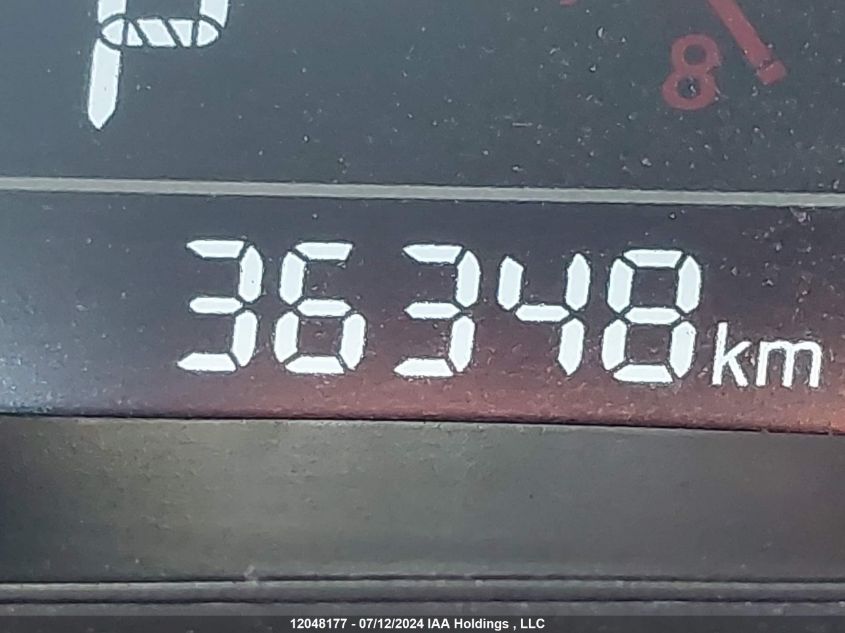 P
8
36348 km
12048177 - 07/12/2024 IAA Holdings , LLC